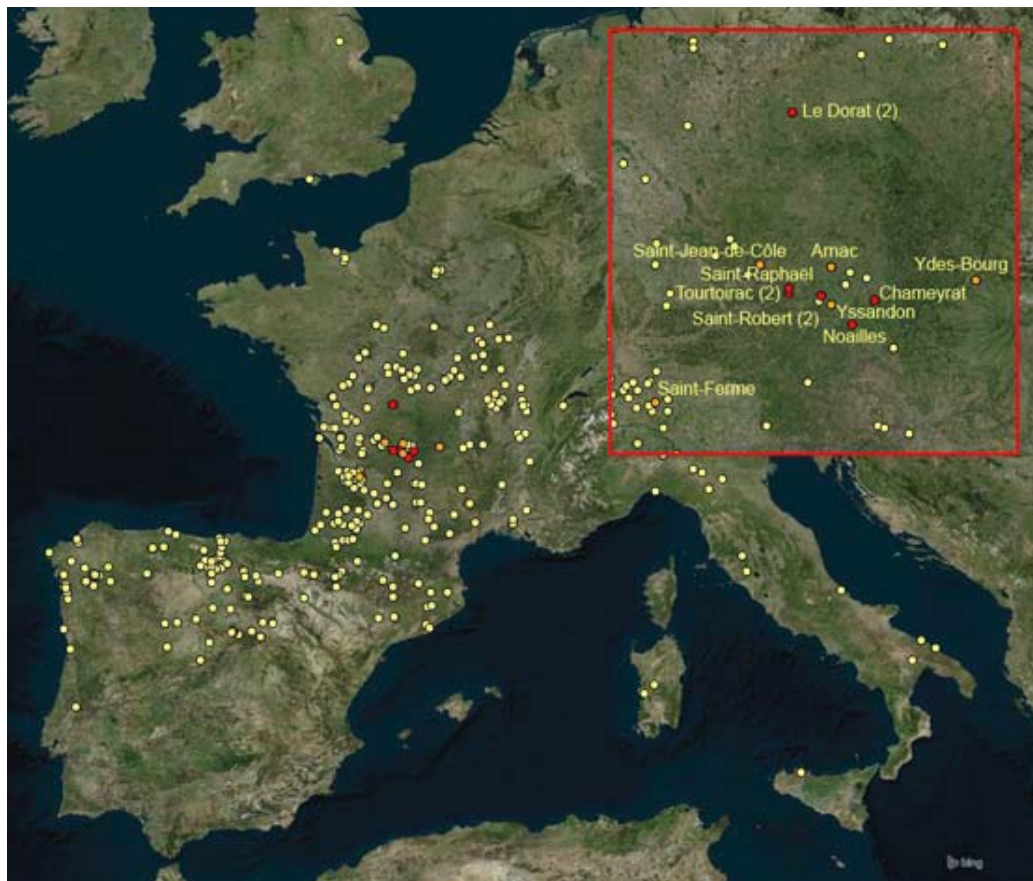 Le Dorat (2)
Saint-Jean-de-Côle
Arnac
Ydes-Bourg
Saint-Raphaël
Tourtoirac (2)
Chameyrat
Saint-Robert (2)
Yssandon
Noailles
Saint-Ferme
bing